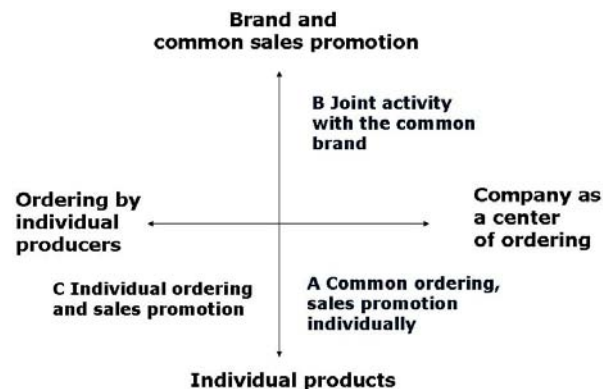 Brand and
common sales promotion
B Joint activity
with the common
brand
Ordering by
individual
producers
Company as
a center
of ordering
C Individual ordering
and sales promotion
A Common ordering,
sales promotion
individually
Individual products